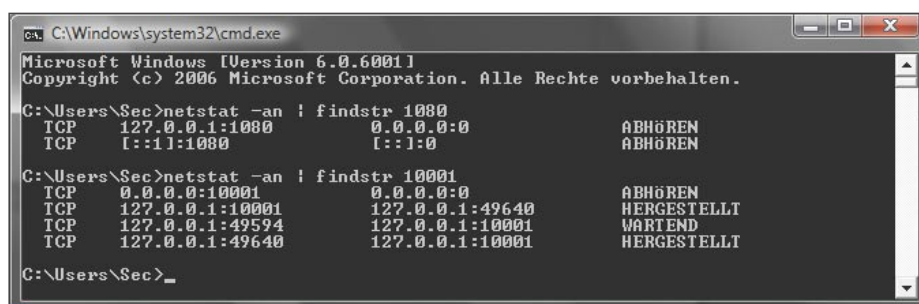 C:\Windows\system32\cmd.exe
Microsoft Windows [Version 6.0.6001]
Copyright (c) 2006 Microsoft Corporation. Alle Rechte vorbehalten.
C:\Users\Sec>netstat -an | findstr 1080
TCP 127.0.0.1:1080 0.0.0.0:0 ABHÖREN
TCP [::1]:1080 [::]:0 ABHÖREN
C:\Users\Sec>netstat -an | findstr 10001
TCP 0.0.0.0:10001 0.0.0.0:0 ABHÖREN
TCP 127.0.0.1:10001 127.0.0.1:49640 HERGESTELLT
TCP 127.0.0.1:49594 127.0.0.1:10001 WARTEND
TCP 127.0.0.1:49640 127.0.0.1:10001 HERGESTELLT
C:\Users\Sec>_